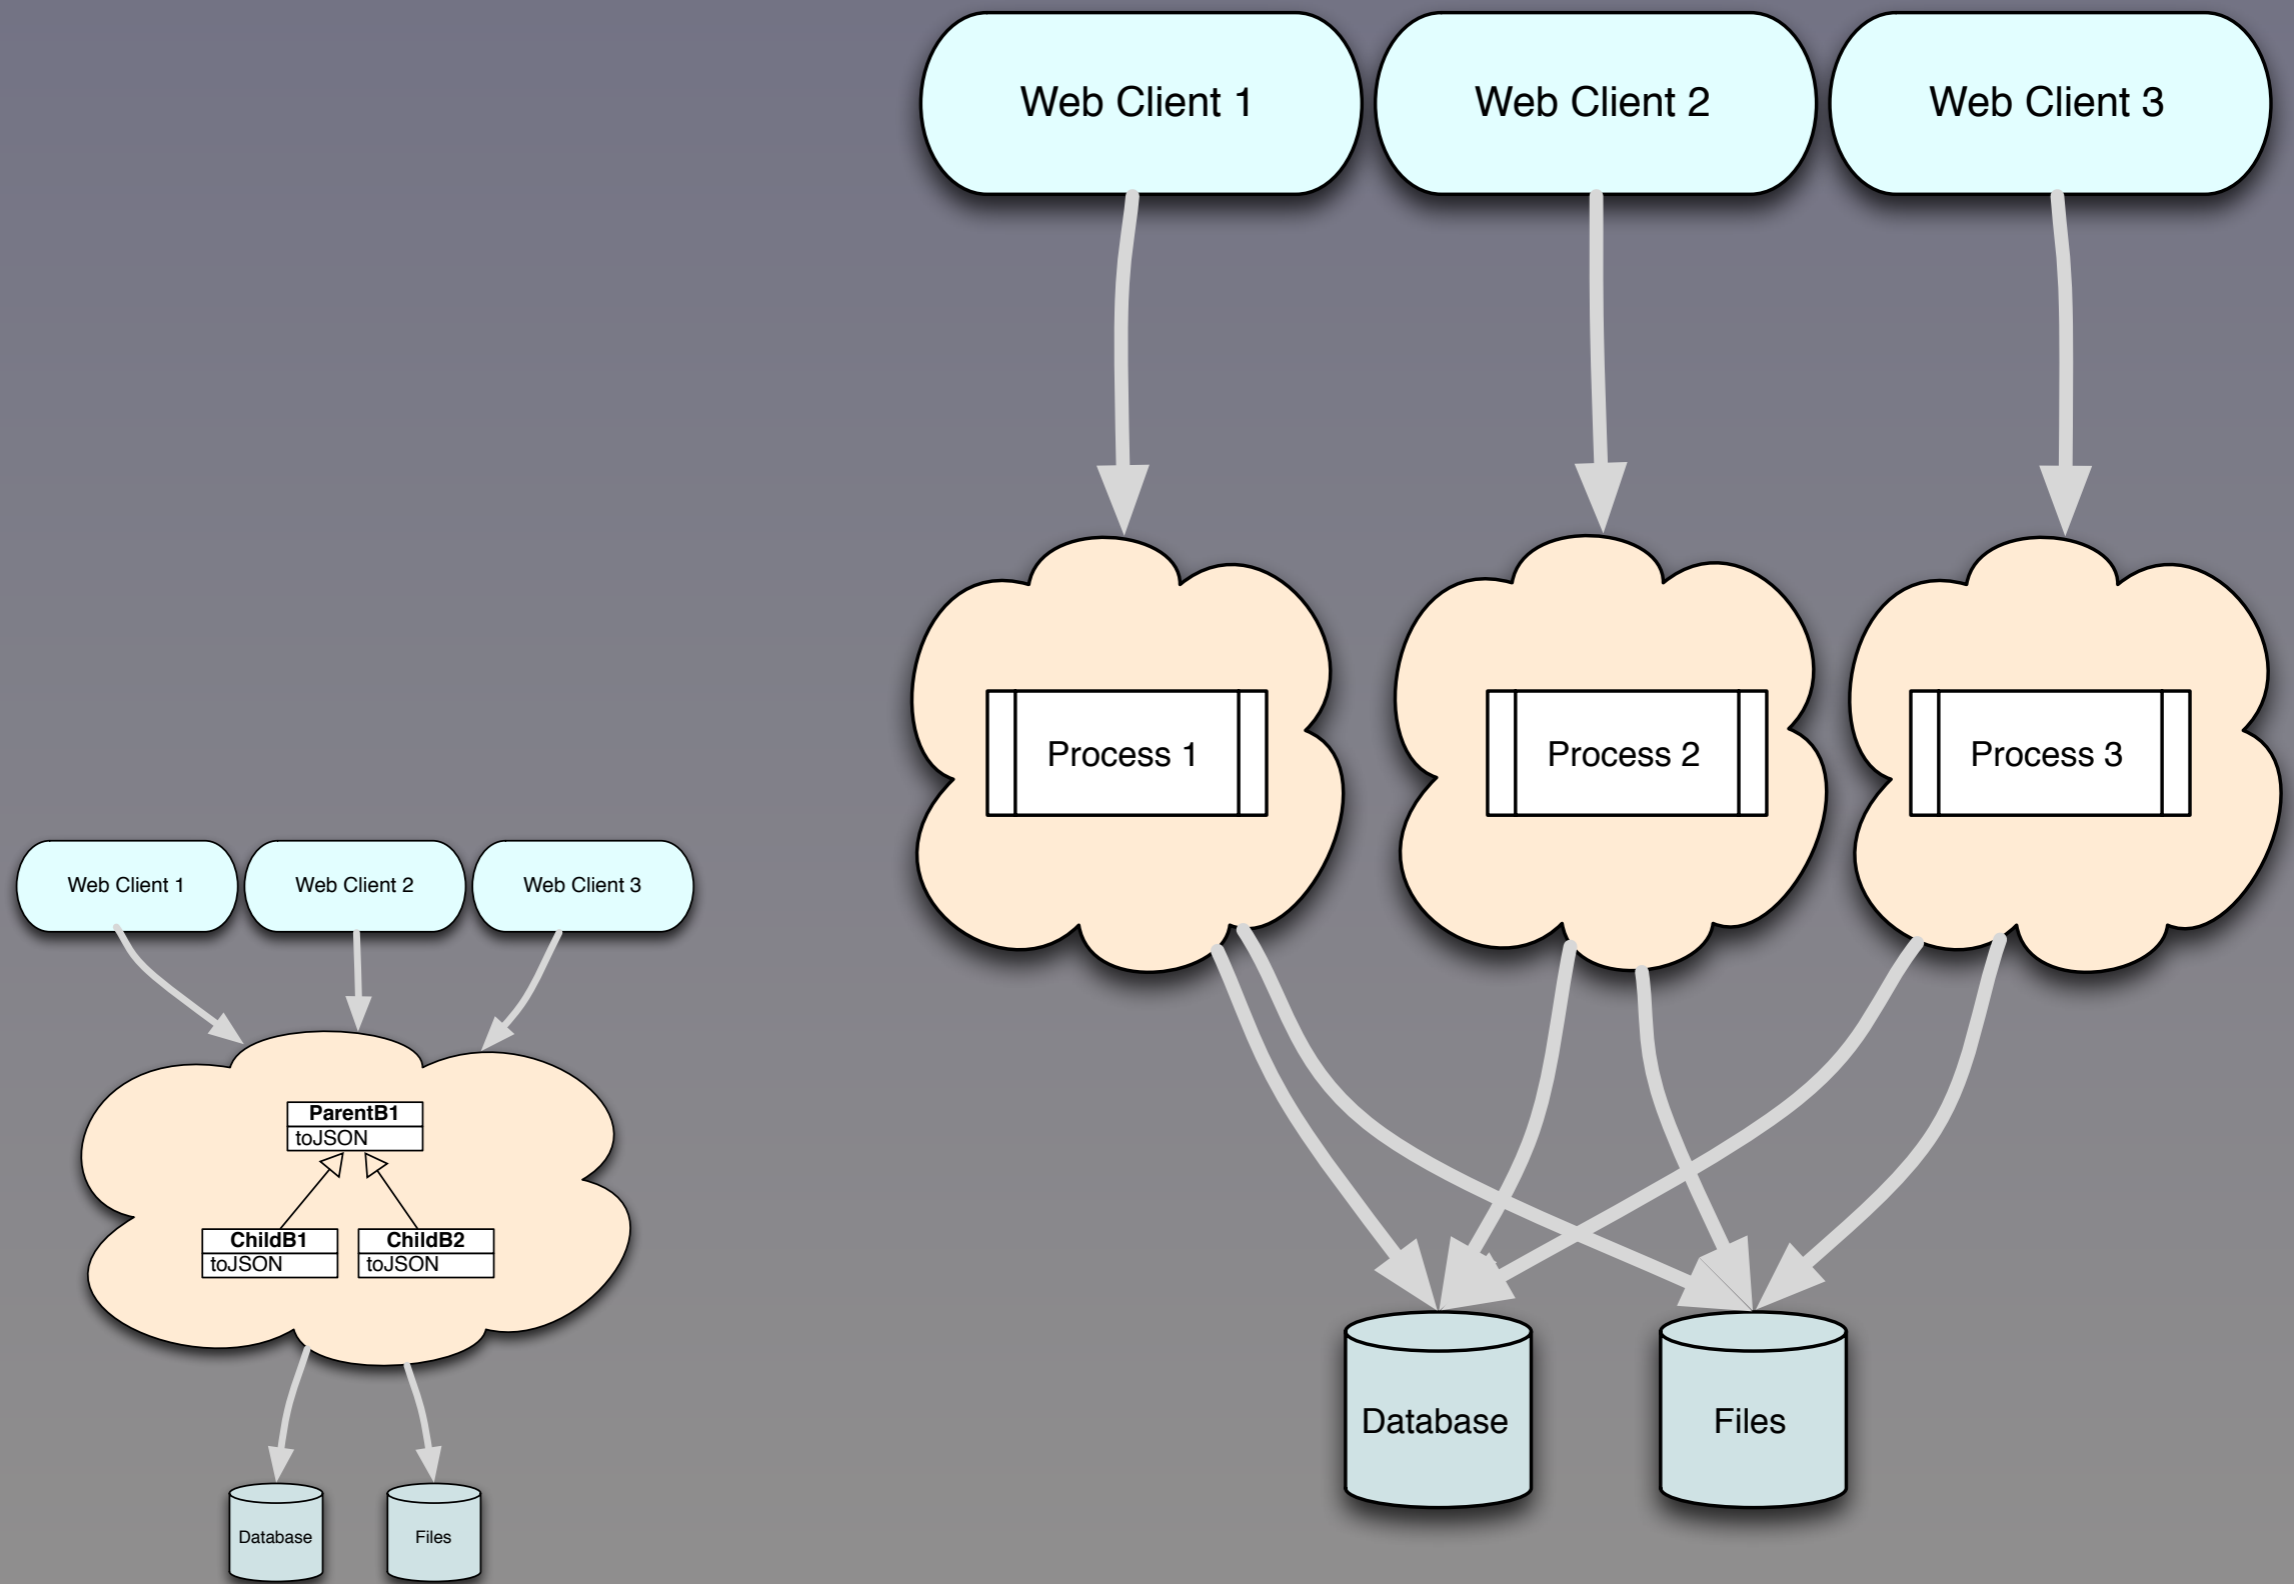 Web Client 1
Web Client 2
Web Client 3
Process 1
Process 2
Process 3
Database
Files
Web Client 1
Web Client 2
Web Client 3
ParentB1
toJSON
ChildB1
toJSON
ChildB2
toJSON
Database
Files